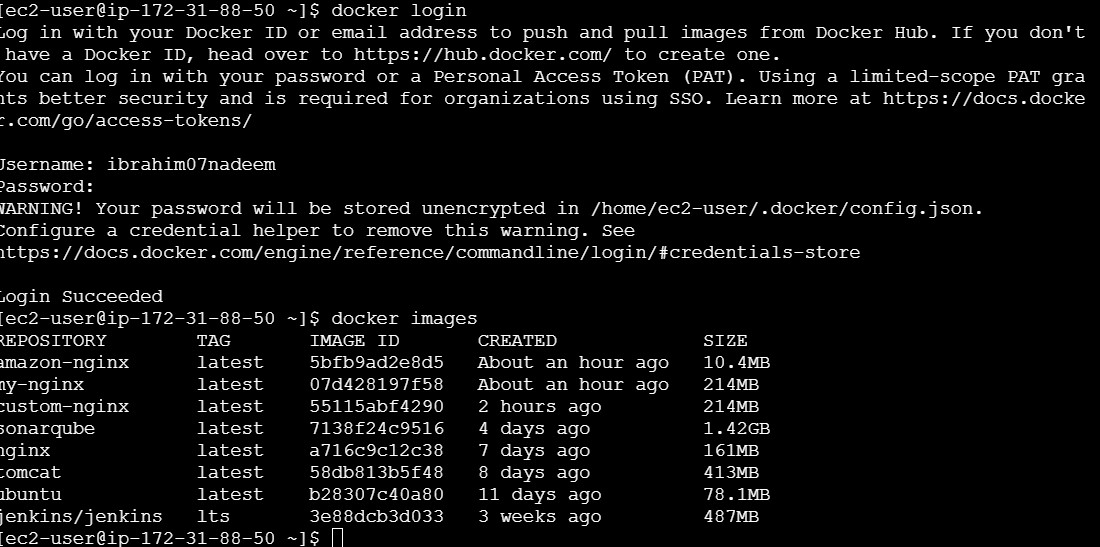 [ec2-user@ip-172-31-88-50 ~]$ docker login
Log in with your Docker ID or email address to push and pull images from Docker Hub. If you don't
 have a Docker ID, head over to https://hub.docker.com/ to create one.
You can log in with your password or a Personal Access Token (PAT). Using a limited-scope PAT gra
nts better security and is required for organizations using SSO. Learn more at https://docs.docke
r.com/go/access-tokens/
Username: ibrahim07nadeem
Password:
WARNING! Your password will be stored unencrypted in /home/ec2-user/.docker/config.json.
Configure a credential helper to remove this warning. See
https://docs.docker.com/engine/reference/commandline/login/#credentials-store
Login Succeeded
[ec2-user@ip-172-31-88-50 ~]$ docker images
REPOSITORY        TAG       IMAGE ID       CREATED             SIZE
amazon-nginx      latest    5bfb9ad2e8d5   About an hour ago   10.4MB
my-nginx          latest    07d428197f58   About an hour ago   214MB
custom-nginx      latest    55115abf4290   2 hours ago         214MB
sonarqube         latest    7138f24c9516   4 days ago          1.42GB
nginx             latest    a716c9c12c38   7 days ago          161MB
tomcat            latest    58db813b5f48   8 days ago          413MB
ubuntu            latest    b28307c40a80   11 days ago         78.1MB
jenkins/jenkins   lts       3e88dcb3d033   3 weeks ago         487MB
[ec2-user@ip-172-31-88-50 ~]$